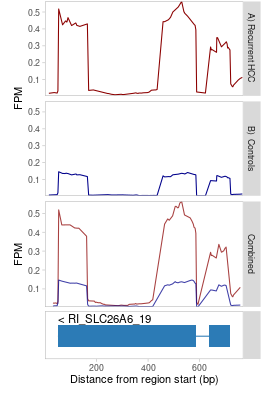 0.5
0.4
0.3
0.2
0.1
FPM
A) Recurrent HCC
0.5
0.4
0.3
0.2
0.1
B) Controls
0.5
0.4
0.3
0.2
0.1
FPM
Combined
< RI_SLC26A6_19
200
400
600
Distance from region start (bp)